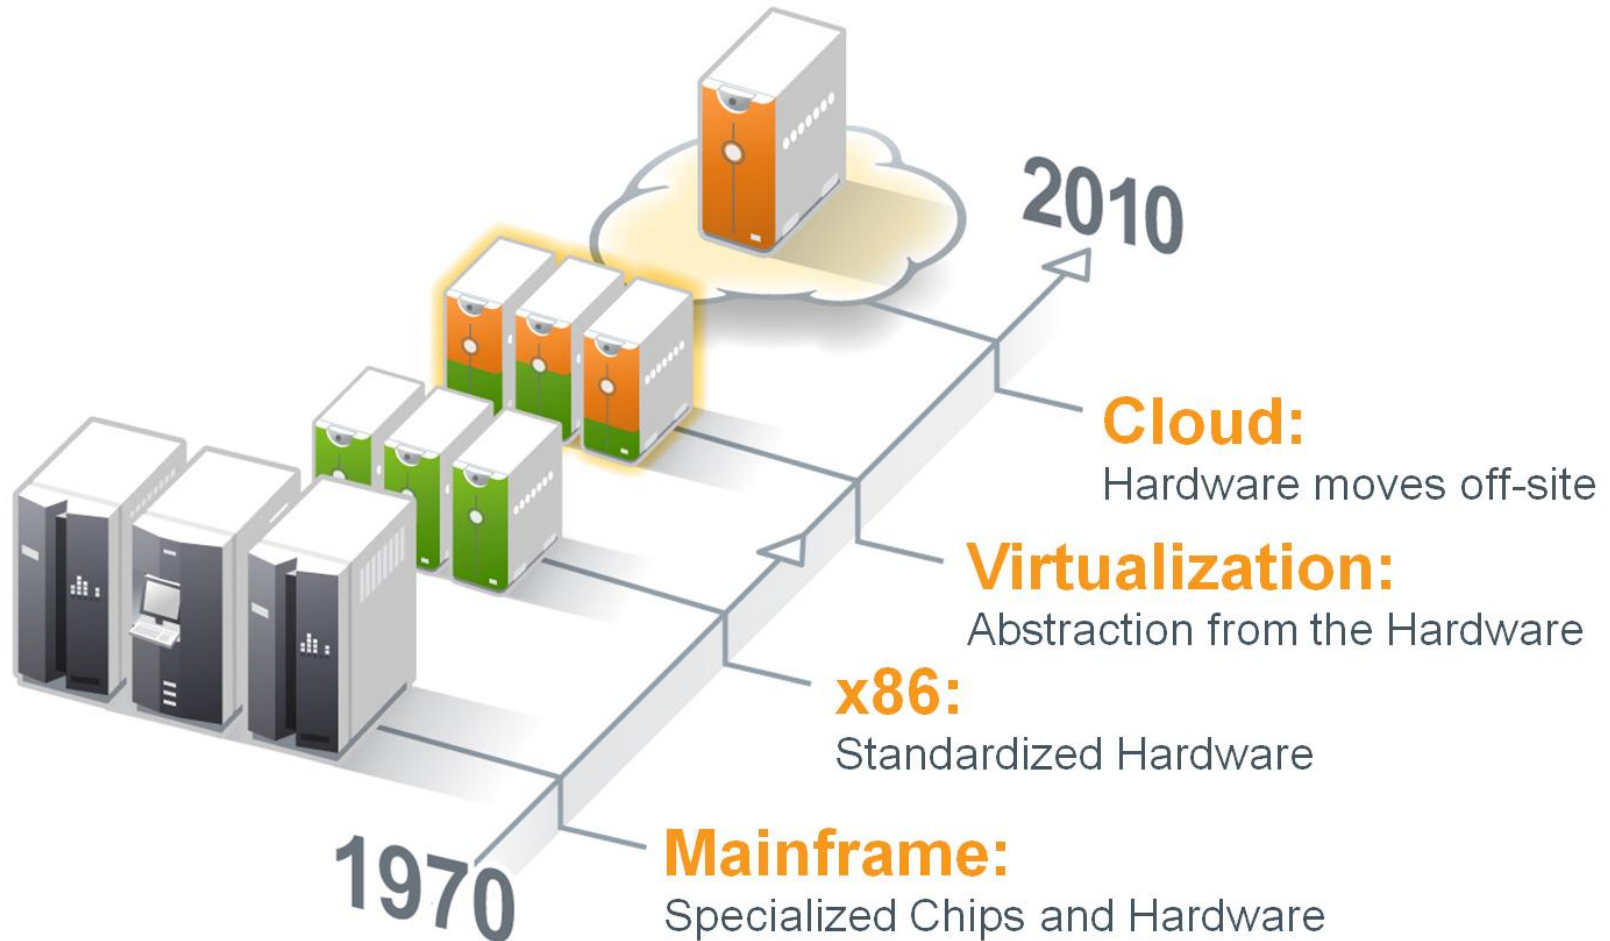 2010
Cloud:
Hardware moves off-site
Virtualization:
Abstraction from the Hardware
x86:
Standardized Hardware
1970
Mainframe:
Specialized Chips and Hardware